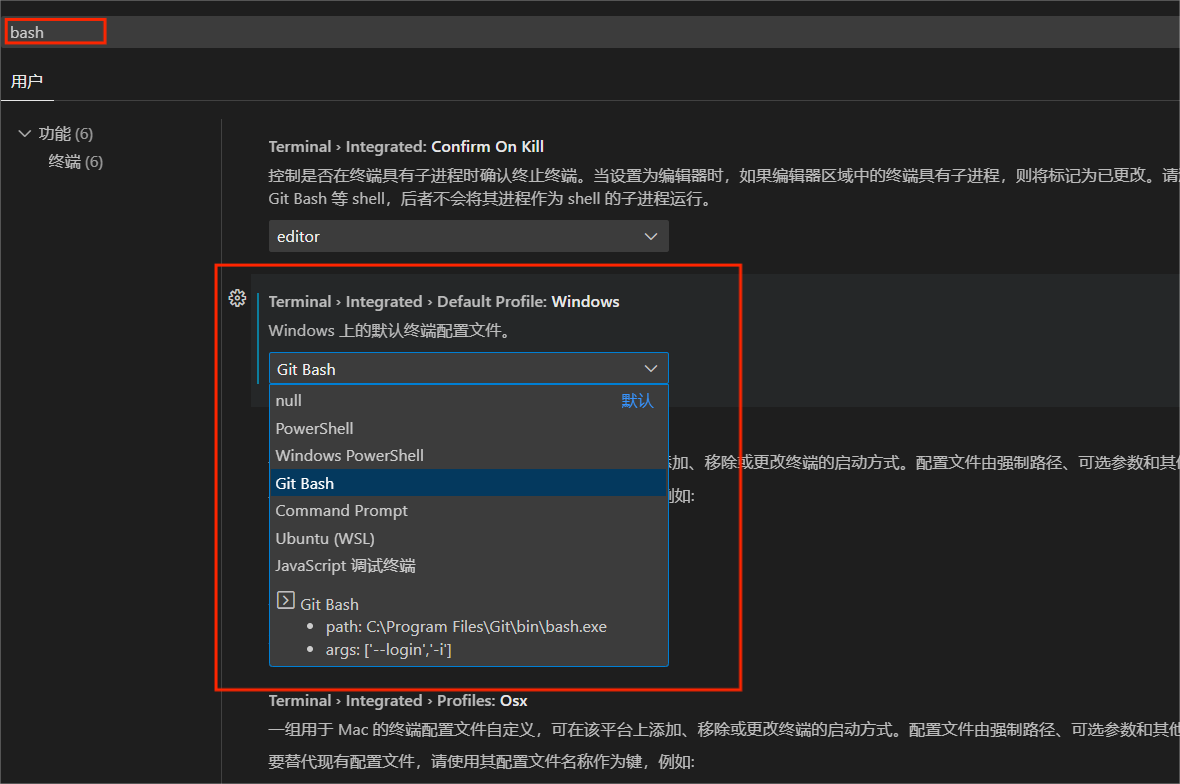 bash
用户
功能 (6)
终端 (6)
Terminal › Integrated: Confirm On Kill
控制是否在终端具有子进程时确认终止终端。当设置为编辑器时，如果编辑器区域中的终端具有子进程，则将标记为已更改。请
Git Bash 等 shell，后者不会将其进程作为 shell 的子进程运行。
editor
Terminal › Integrated › Default Profile: Windows
Windows 上的默认终端配置文件。
Git Bash
null 默认
PowerShell
Windows PowerShell
加、移除或更改终端的启动方式。配置文件由强制路径、可选参数和其
Git Bash
例如:
Command Prompt
Ubuntu (WSL)
JavaScript 调试终端
Git Bash
• path: C:\Program Files\Git\bin\bash.exe
• args: ['--login','-i']
Terminal › Integrated › Profiles: Osx
一组用于 Mac 的终端配置文件自定义，可在该平台上添加、移除或更改终端的启动方式。配置文件由强制路径、可选参数和其他
要替代现有配置文件，请使用其配置文件名称作为键，例如: